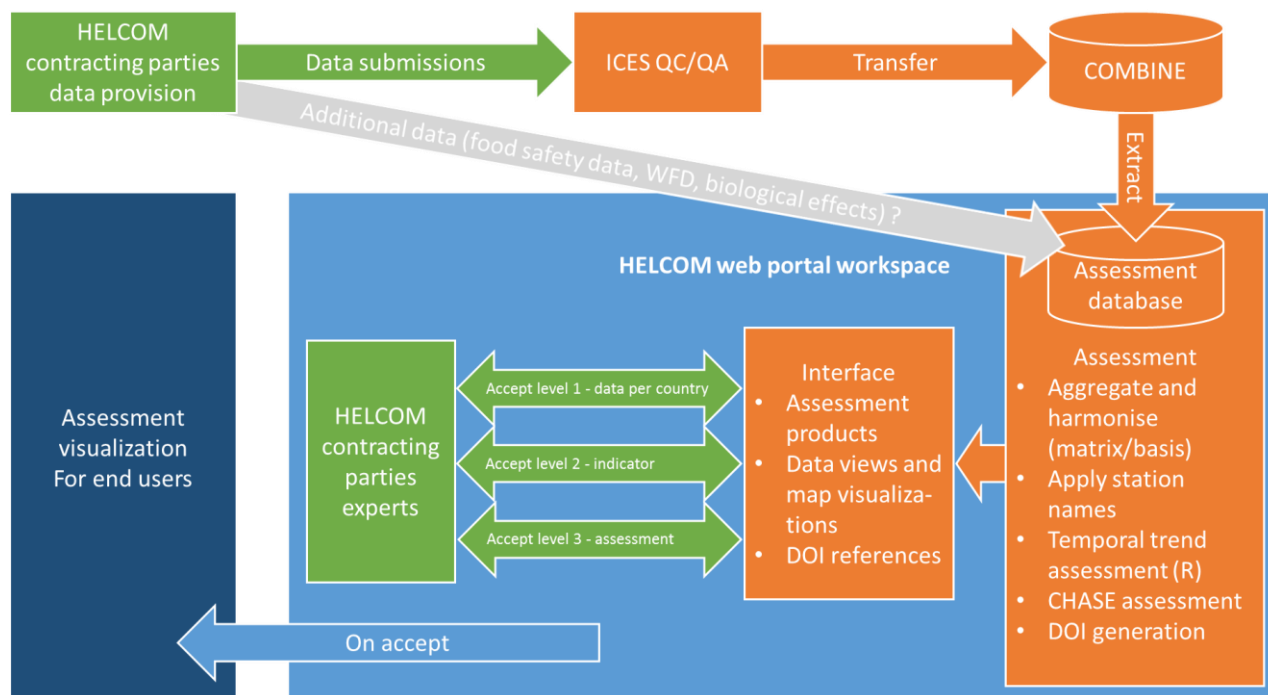 HELCOM
contracting parties
data provision
Data submissions
ICES QC/QA
Transfer
COMBINE
Additional data (food safety data, WFD, biological effects) ?
Extract
HELCOM web portal workspace
Assessment
database
Assessment
visualization
For end users
HELCOM
contracting
parties
experts
Accept level 1 - data per country
Accept level 2 - indicator
Accept level 3 - assessment
Interface
• Assessment
products
• Data views and
map visualiza-
tions
• DOI references
Assessment
• Aggregate and
harmonise
(matrix/basis)
• Apply station
names
• Temporal trend
assessment (R)
• CHASE assessment
• DOI generation
On accept